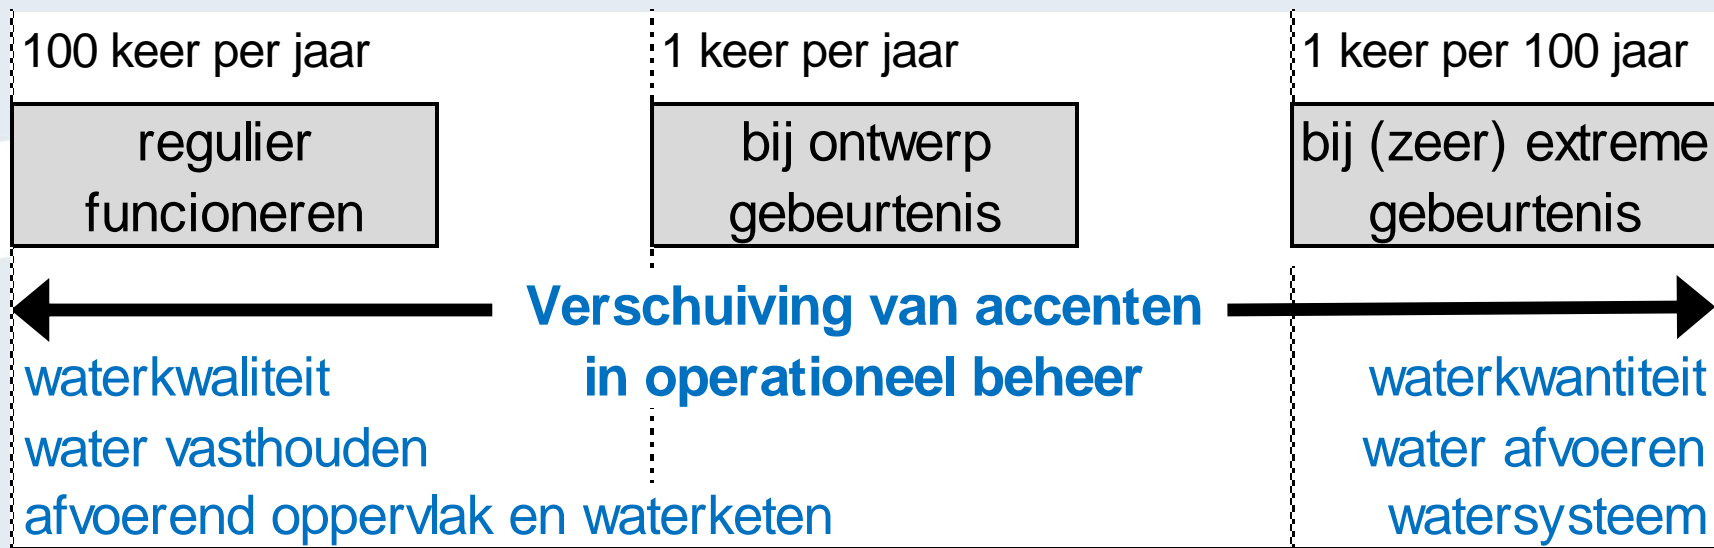 100 keer per jaar
1 keer per jaar
1 keer per 100 jaar
regulier
funcioneren
bij ontwerp
gebeurtenis
bij (zeer) extreme
gebeurtenis
Verschuiving van accenten
in operationeel beheer
waterkwaliteit
water vasthouden
afvoerend oppervlak en waterketen
waterkwantiteit
water afvoeren
watersysteem